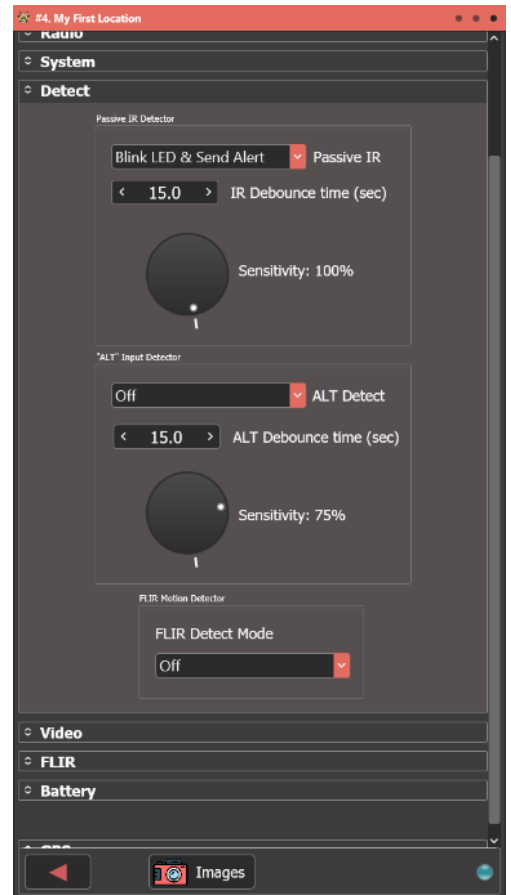 #4, My First Location
Radio
System
Detect
Passive IR Detector
Blink LED & Send Alert
Passive IR
15.0
IR Debounce time (sec)
Sensitivity: 100%
"ALT" Input Detector
Off
ALT Detect
15.0
ALT Debounce time (sec)
Sensitivity: 75%
FLIR Motion Detector
FLIR Detect Mode
Off
Video
FLIR
Battery
GPS
Images